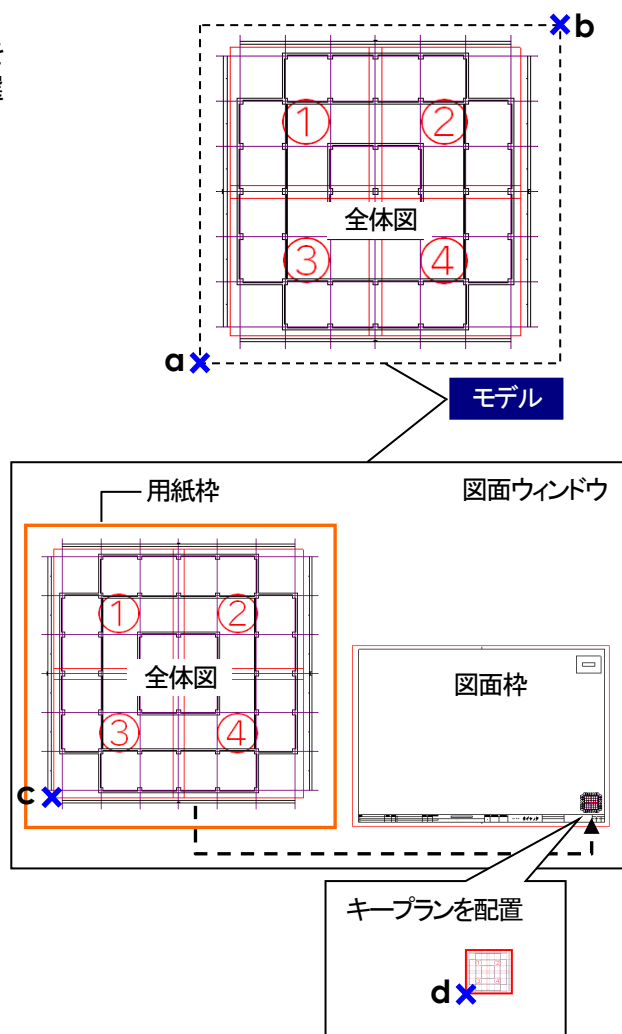 b
① ②
全体図
③ ④
a
モデル
用紙枠
図面ウィンドウ
① ②
全体図
図面枠
③ ④
c
キープランを配置
d